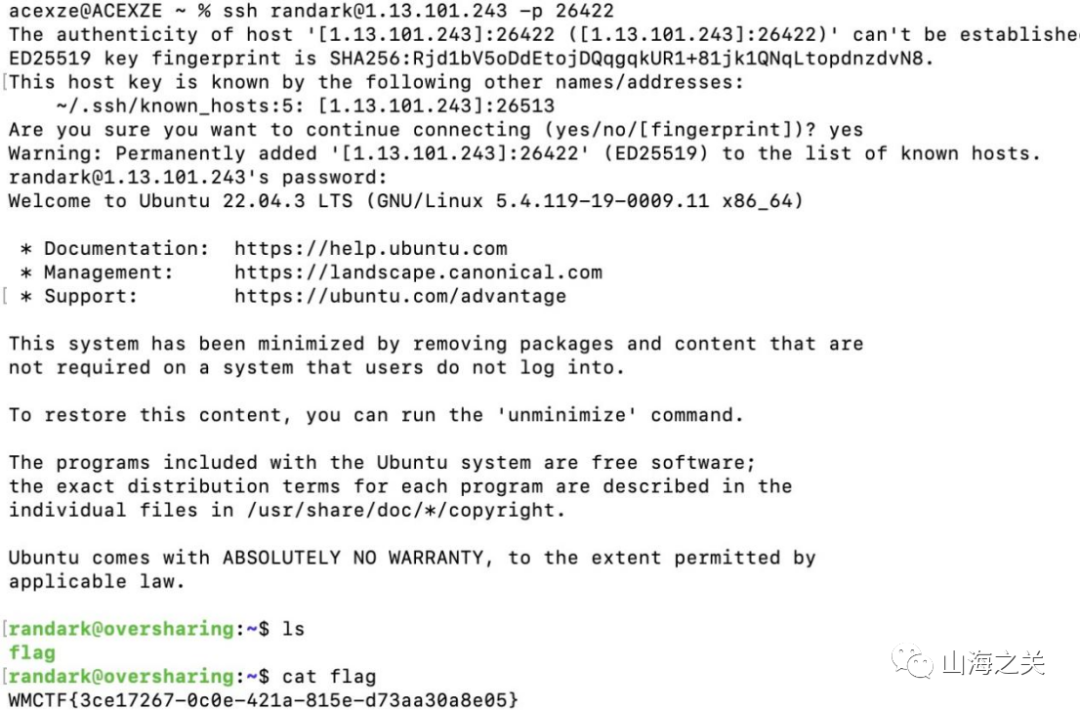 acexze@ACEXZE ~ % ssh randark@1.13.101.243 -p 26422
The authenticity of host '[1.13.101.243]:26422 ([1.13.101.243]:26422)' can't be established
ED25519 key fingerprint is SHA256:Rjd1bV5oDdEtojDQqgqkUR1+81jk1QNqLtopdnzdvN8.
[This host key is known by the following other names/addresses:
~/.ssh/known_hosts:5: [1.13.101.243]:26513
Are you sure you want to continue connecting (yes/no/[fingerprint])? yes
Warning: Permanently added '[1.13.101.243]:26422' (ED25519) to the list of known hosts.
randark@1.13.101.243's password:
Welcome to Ubuntu 22.04.3 LTS (GNU/Linux 5.4.119-19-0009.11 x86_64)
* Documentation: https://help.ubuntu.com
* Management: https://landscape.canonical.com
[ * Support: https://ubuntu.com/advantage
This system has been minimized by removing packages and content that are
not required on a system that users do not log into.
To restore this content, you can run the 'unminimize' command.
The programs included with the Ubuntu system are free software;
the exact distribution terms for each program are described in the
individual files in /usr/share/doc/*/copyright.
Ubuntu comes with ABSOLUTELY NO WARRANTY, to the extent permitted by
applicable law.
[randark@oversharing:~$ ls
flag
[randark@oversharing:~$ cat flag
WMCTF{3ce17267-0c0e-421a-815e-d73aa30a8e05}
山海之关